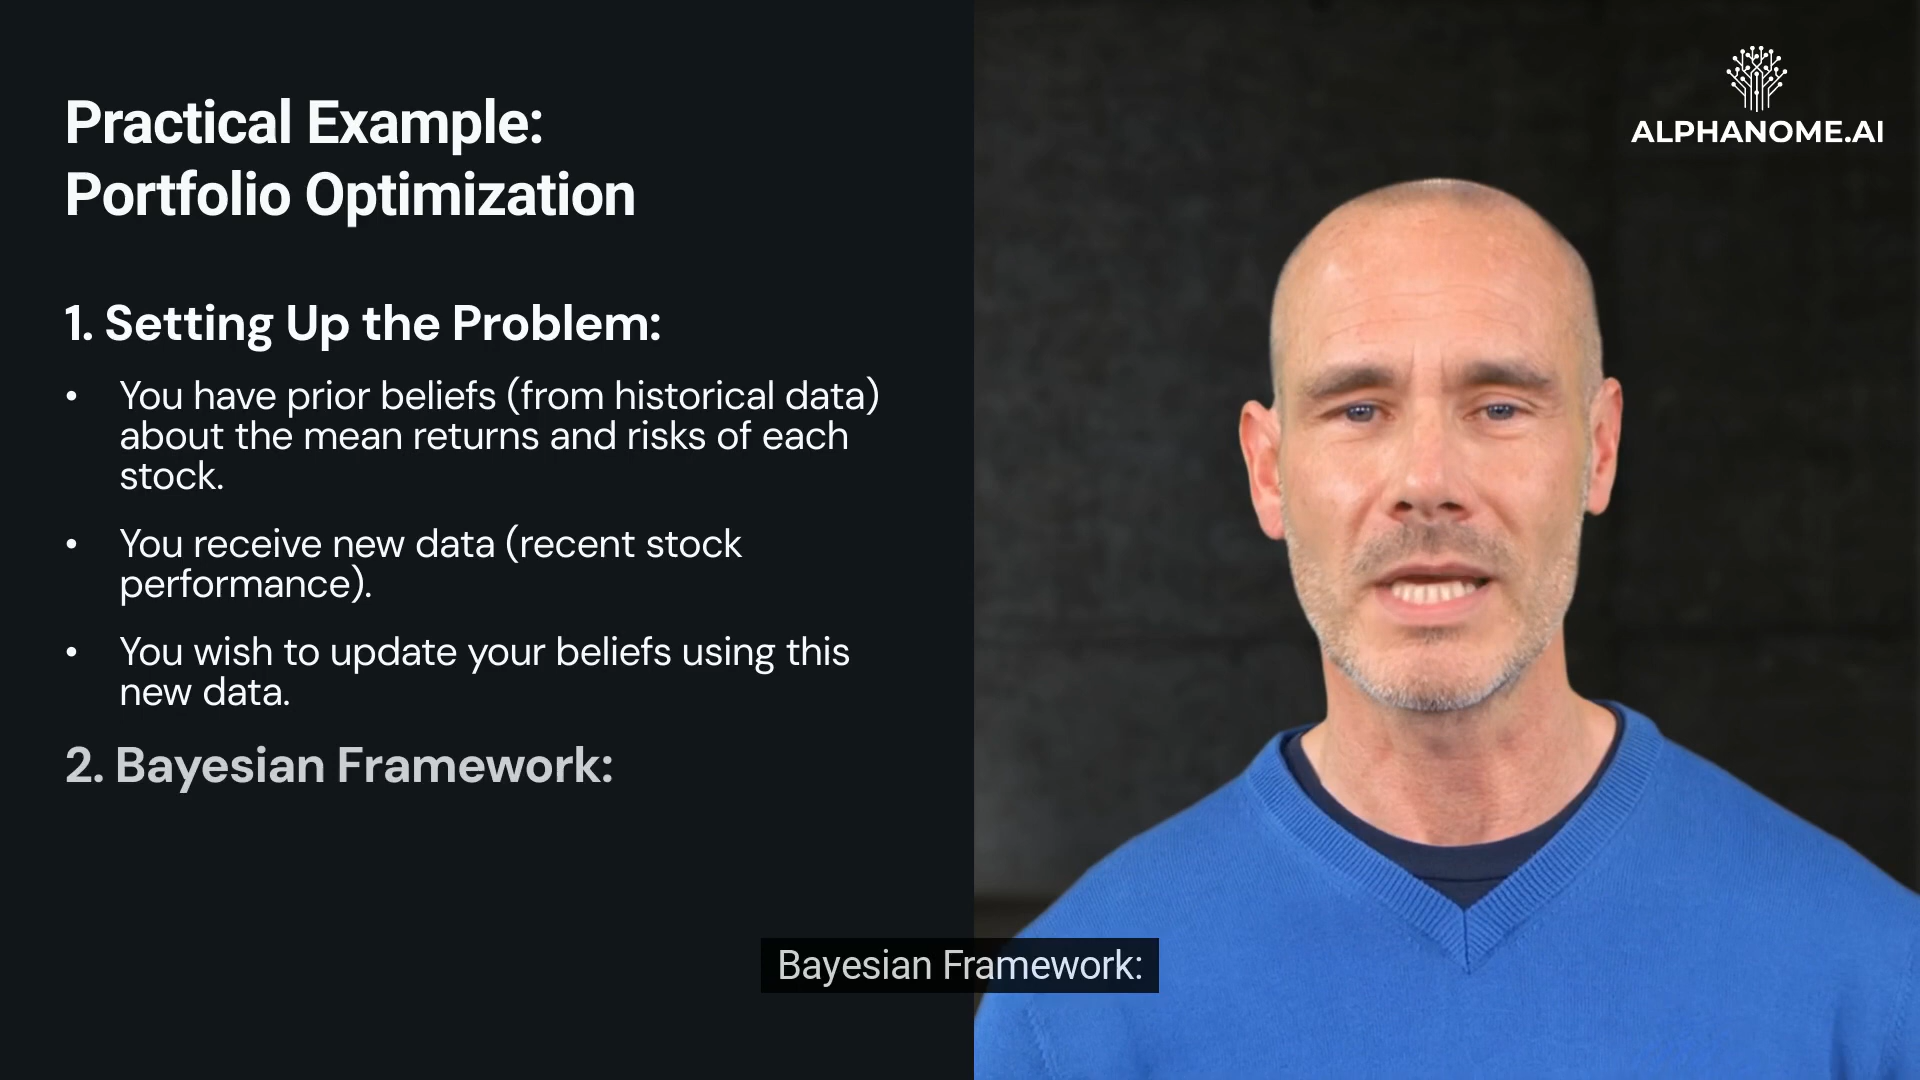 Practical Example:
Portfolio Optimization
1. Setting Up the Problem:
• You have prior beliefs (from historical data)
about the mean returns and risks of each
stock.
• You receive new data (recent stock
performance).
• You wish to update your beliefs using this
new data.
2. Bayesian Framework:
ALPHANOME.AI
Bayesian Framework: